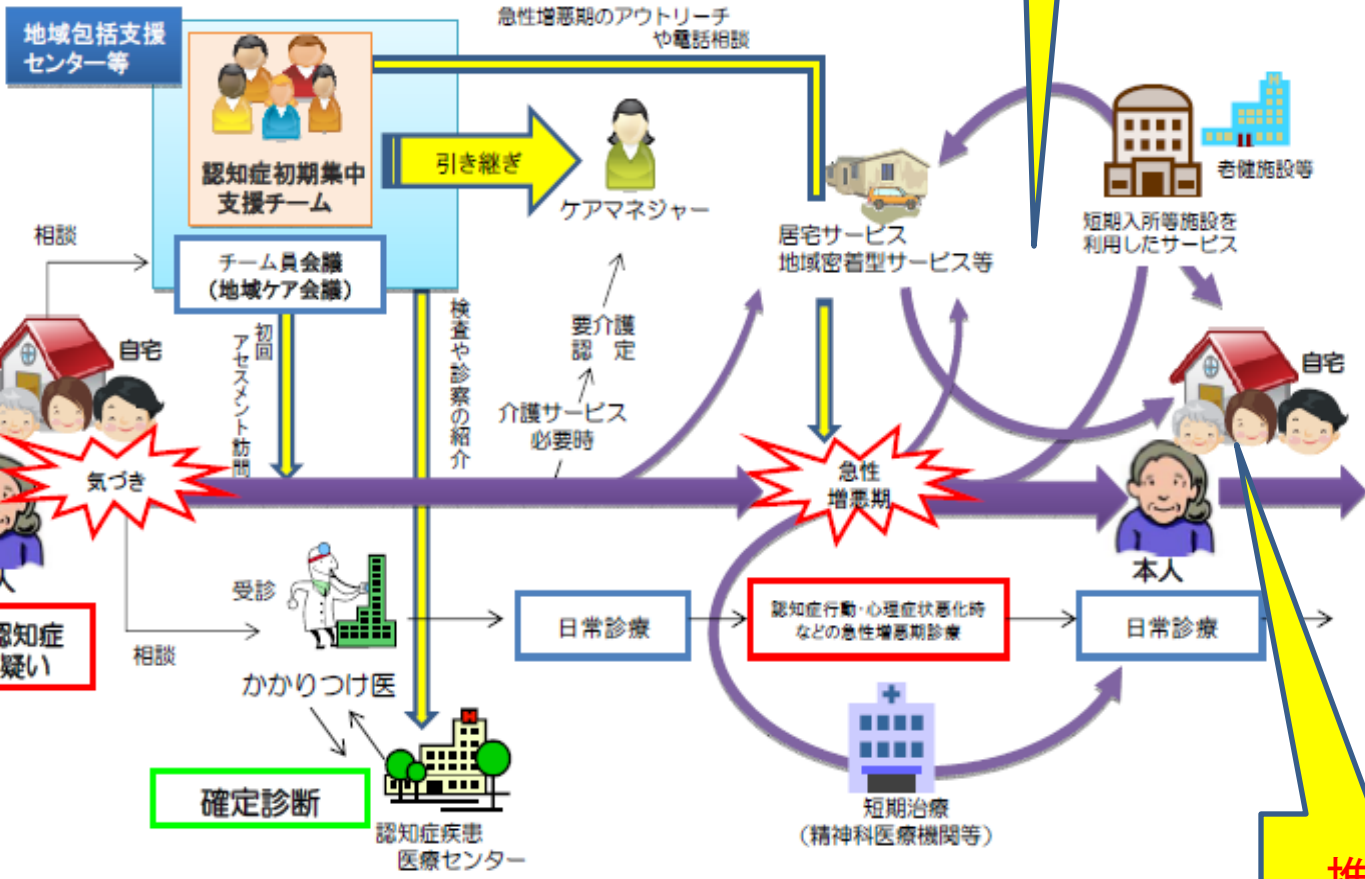 急性増悪期のアウトリーチ
や電話相談
地域包括支援
センター等
認知症初期集中
支援チーム
引き継ぎ
ケアマネジャー
老健施設等
短期入所等施設を
利用したサービス
居宅サービス
地域密着型サービス等
相談
チーム員会議
(地域ケア会議)
初回
アセスメント訪問
検査や診察の紹介
要介護
認 定
介護サービス
必要時
自宅
自宅
気づき
急性
増悪期
本人
人
認知症
疑い
受診
相談
かかりつけ医
日常診療
認知症行動・心理症状悪化時
などの急性増悪期診療
日常診療
確定診断
認知症疾患
医療センター
短期治療
(精神科医療機関等)